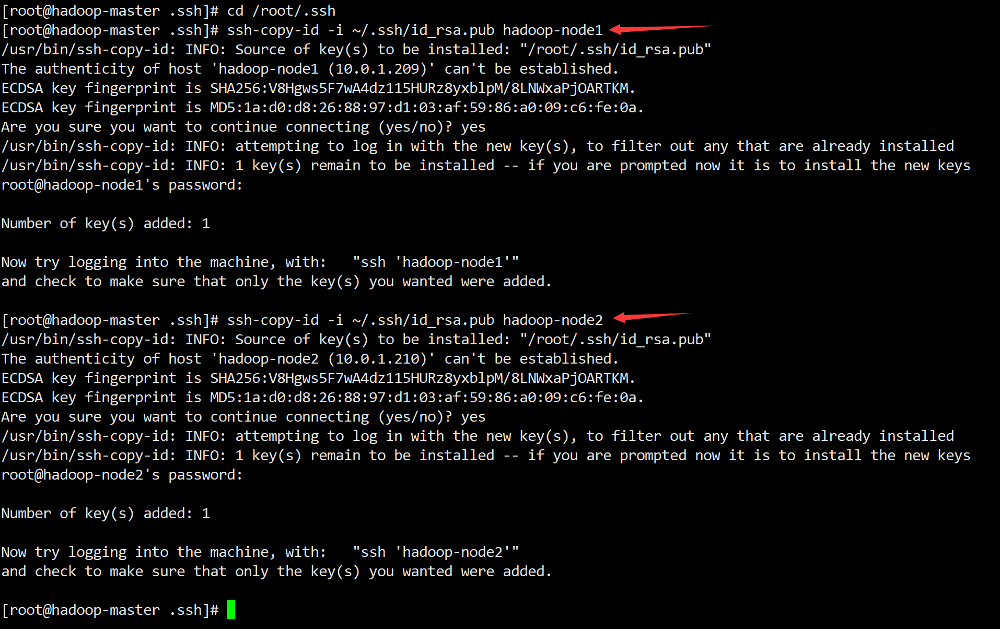 [root@hadoop-master .ssh]# cd /root/.ssh
[root@hadoop-master .ssh]# ssh-copy-id -i ~/.ssh/id_rsa.pub hadoop-node1
/usr/bin/ssh-copy-id: INFO: Source of key(s) to be installed: "/root/.ssh/id_rsa.pub"
The authenticity of host 'hadoop-node1 (10.0.1.209)' can't be established.
ECDSA key fingerprint is SHA256:V8Hgws5F7wA4dz115HURz8yxblpM/8LNWxaPjOARTKM.
ECDSA key fingerprint is MD5:1a:d0:d8:26:88:97:d1:03:af:59:86:a0:09:c6:fe:0a.
Are you sure you want to continue connecting (yes/no)? yes
/usr/bin/ssh-copy-id: INFO: attempting to log in with the new key(s), to filter out any that are already installed
/usr/bin/ssh-copy-id: INFO: 1 key(s) remain to be installed -- if you are prompted now it is to install the new keys
root@hadoop-node1's password:
Number of key(s) added: 1
Now try logging into the machine, with:   "ssh 'hadoop-node1'"
and check to make sure that only the key(s) you wanted were added.
[root@hadoop-master .ssh]# ssh-copy-id -i ~/.ssh/id_rsa.pub hadoop-node2
/usr/bin/ssh-copy-id: INFO: Source of key(s) to be installed: "/root/.ssh/id_rsa.pub"
The authenticity of host 'hadoop-node2 (10.0.1.210)' can't be established.
ECDSA key fingerprint is SHA256:V8Hgws5F7wA4dz115HURz8yxblpM/8LNWxaPjOARTKM.
ECDSA key fingerprint is MD5:1a:d0:d8:26:88:97:d1:03:af:59:86:a0:09:c6:fe:0a.
Are you sure you want to continue connecting (yes/no)? yes
/usr/bin/ssh-copy-id: INFO: attempting to log in with the new key(s), to filter out any that are already installed
/usr/bin/ssh-copy-id: INFO: 1 key(s) remain to be installed -- if you are prompted now it is to install the new keys
root@hadoop-node2's password:
Number of key(s) added: 1
Now try logging into the machine, with:   "ssh 'hadoop-node2'"
and check to make sure that only the key(s) you wanted were added.
[root@hadoop-master .ssh]#